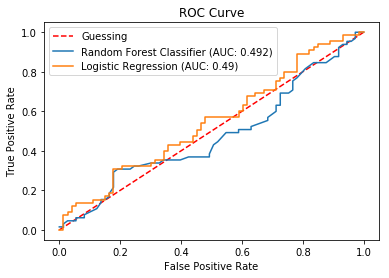 ROC Curve
Guessing
Random Forest Classifier (AUC: 0.492)
Logistic Regression (AUC: 0.49)
True Positive Rate
1.0
0.8
0.6
0.4
0.2
0.0
0.0 0.2 0.4 0.6 0.8 1.0
False Positive Rate